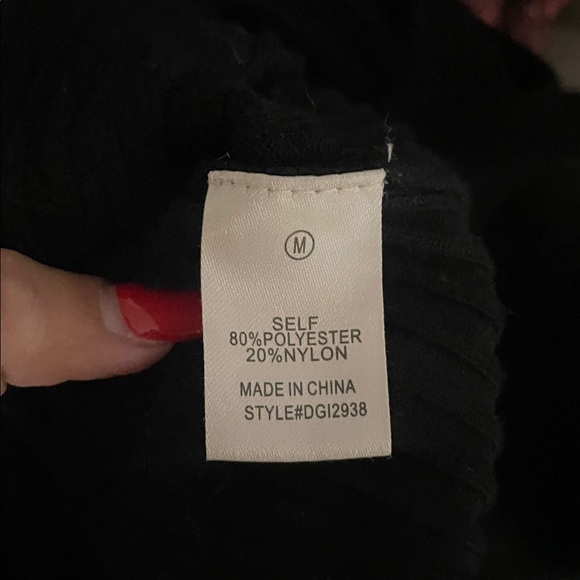 M
SELF
80%POLYESTER
20%NYLON
MADE IN CHINA
STYLE#DGI2938